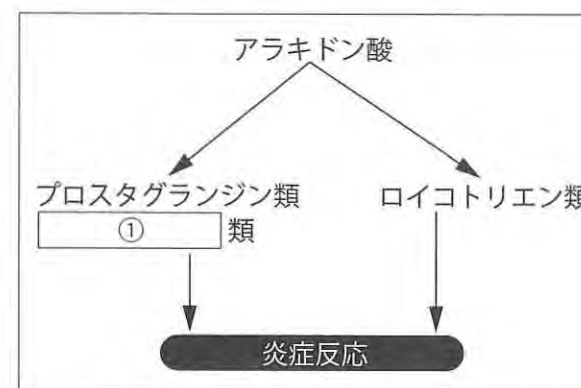 アラキドン酸
プロスタグランジン類
ロイコトリエン類
① 類
炎症反応